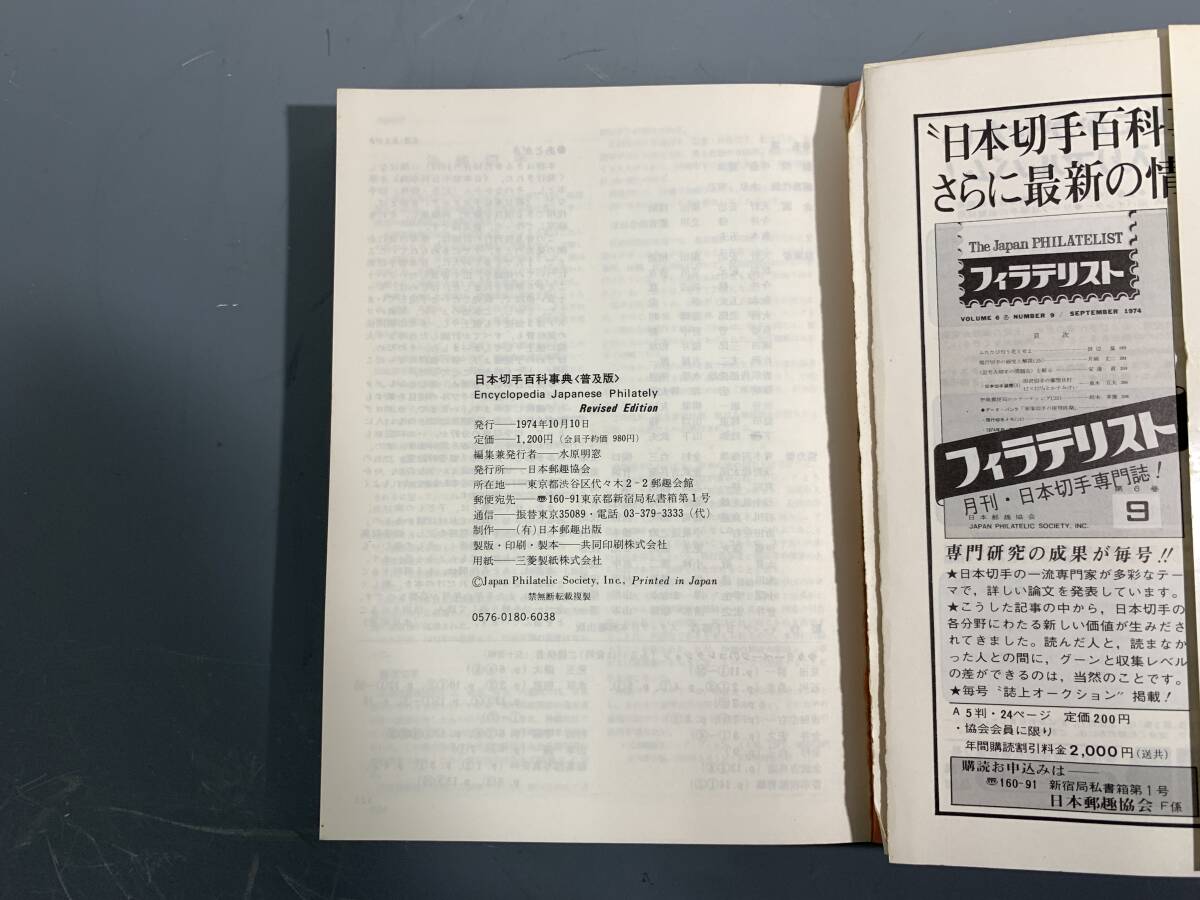 日本切手百科事典〈普及版〉
Encyclopedia Japanese Philately
Revised Edition
発行――1974年10月10日
定価――1,200円(会員予約価 980円)
編集兼発行者――水原明窓
発行所――日本郵趣協会
所在地――東京都渋谷区代々木2-2郵趣会館
郵便宛先――〠160-91東京都新宿局私書箱第1号
通信――振替東京35089・電話 03-379-3333(代)
制作――(有)日本郵趣出版
製版・印刷・製本――共同印刷株式会社
用紙――三菱製紙株式会社
©Japan Philatelic Society, Inc., Printed in Japan
禁無断転載複製
0576-0180-6038
〝日本切手百科
さらに最新の情
The Japan PHILATELIST
フィラテリスト
VOLUME 6 NUMBER 9 / SEPTEMBER 1974
目次
フィラテリスト
月刊・日本切手専門誌!
第6巻
9
日本郵趣協会
JAPAN PHILATELIC SOCIETY, INC.
専門研究の成果が毎号!!
★日本切手の一流専門家が多彩なテー
マで,詳しい論文を発表しています。
★こうした記事の中から,日本切手の
各分野にわたる新しい価値が生みださ
れてきました。読んだ人と,読まなか
った人との間に,グーンと収集レベル
の差ができるのは,当然のことです。
★毎号〝誌上オークション〟掲載!
A5判・24ページ 定価200円
・協会会員に限り
年間購読割引料金2,000円(送共)
購読お申込みは――
〠160-91 新宿局私書箱第1号
日本郵趣協会 F係